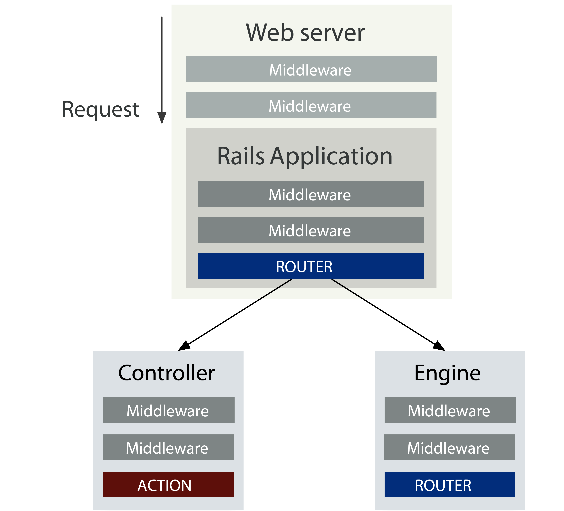 Web server
Middleware
Request
Middleware
Rails Application
Middleware
Middleware
ROUTER
Controller
Middleware
Middleware
ACTION
Engine
Middleware
Middleware
ROUTER